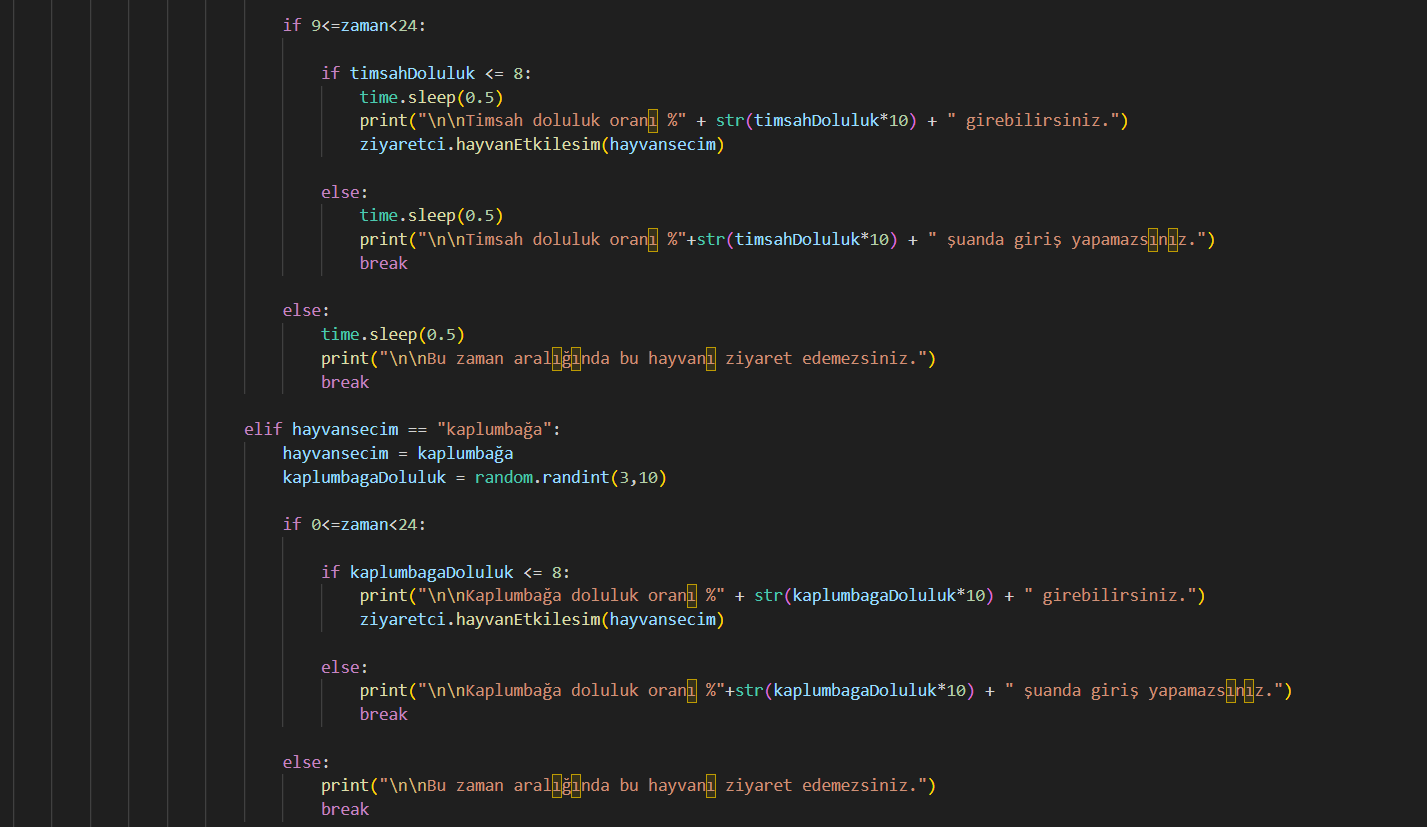 if 9<=zaman<24:
if timsahDoluluk <= 8:
time.sleep(0.5)
print("\n\nTimsah doluluk oranı %" + str(timsahDoluluk*10) + " girebilirsiniz.")
ziyaretci.hayvanEtkilesim(hayvansecim)
else:
time.sleep(0.5)
print("\n\nTimsah doluluk oranı %"+str(timsahDoluluk*10) + " şuanda giriş yapamazsınız.")
break
else:
time.sleep(0.5)
print("\n\nBu zaman aralığında bu hayvanı ziyaret edemezsiniz.")
break
elif hayvansecim == "kaplumbağa":
hayvansecim = kaplumbağa
kaplumbagaDoluluk = random.randint(3,10)
if 0<=zaman<24:
if kaplumbagaDoluluk <= 8:
print("\n\nKaplumbağa doluluk oranı %" + str(kaplumbagaDoluluk*10) + " girebilirsiniz.")
ziyaretci.hayvanEtkilesim(hayvansecim)
else:
print("\n\nKaplumbağa doluluk oranı %"+str(kaplumbagaDoluluk*10) + " şuanda giriş yapamazsınız.")
break
else:
print("\n\nBu zaman aralığında bu hayvanı ziyaret edemezsiniz.")
break